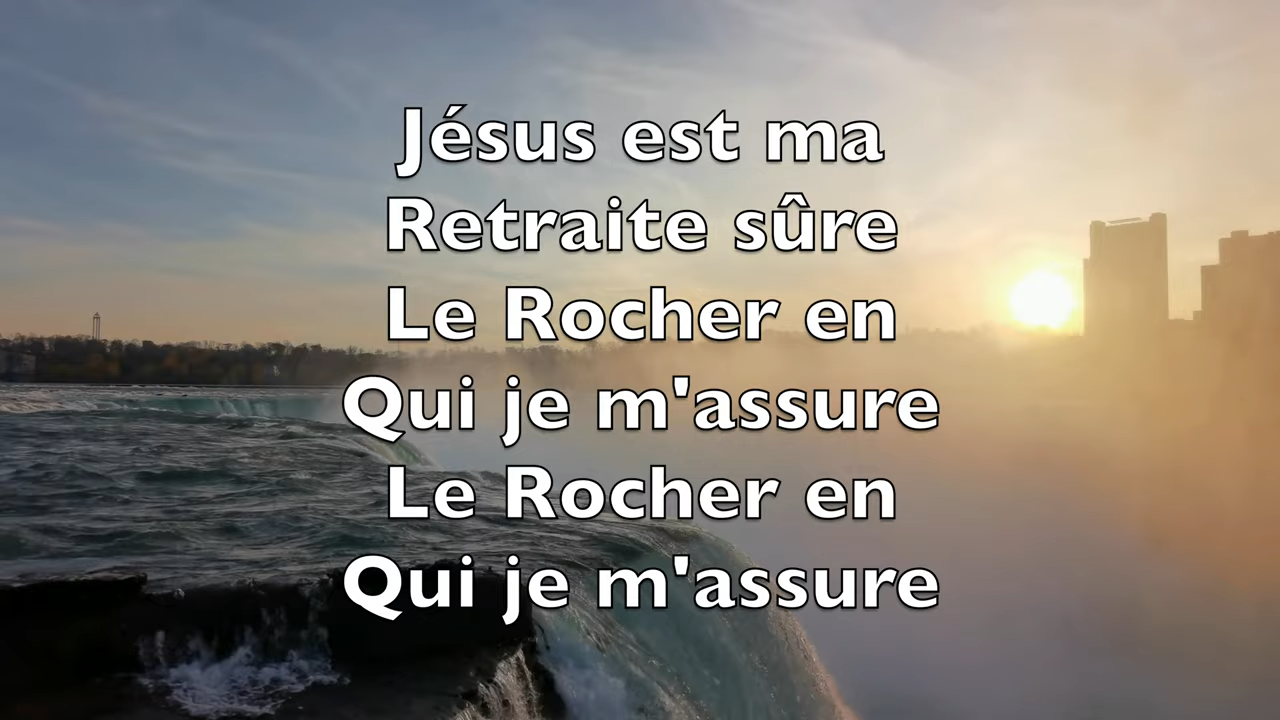 Jésus est ma
Retraite sûre
Le Rocher en
Qui je m'assure
Le Rocher en
Qui je m'assure